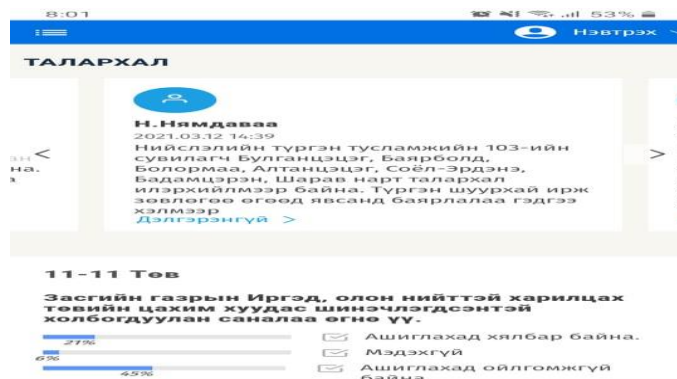 8:01 53%
Нэвтрэх
ТАЛАРХАЛ
Н.Нямдаваа
2021.03.12 14:39
Нийслэлийн түргэн тусламжийн 103-ийн
сувилагч Булганцэцэг, Баярболд,
эн < Болормаа, Алтанцэцэг, Соёл-Эрдэнэ, >
на. Бадамцэрэн, Шарав нарт талархал
илэрхийлмээр байна. Түргэн шуурхай ирж
зөвлөгөө өгөөд явсанд баярлалаа гэдгээ
хэлмээр
Дэлгэрэнгүй >
11-11 Төв
Засгийн газрын Иргэд, олон нийттэй харилцах
төвийн цахим хуудас шинэчлэгдсэнтэй
холбогдуулан саналаа өгнө үү.
21% Ашиглахад хялбар байна.
6% Мэдэхгүй
45% Ашиглахад ойлгомжгүй
байна